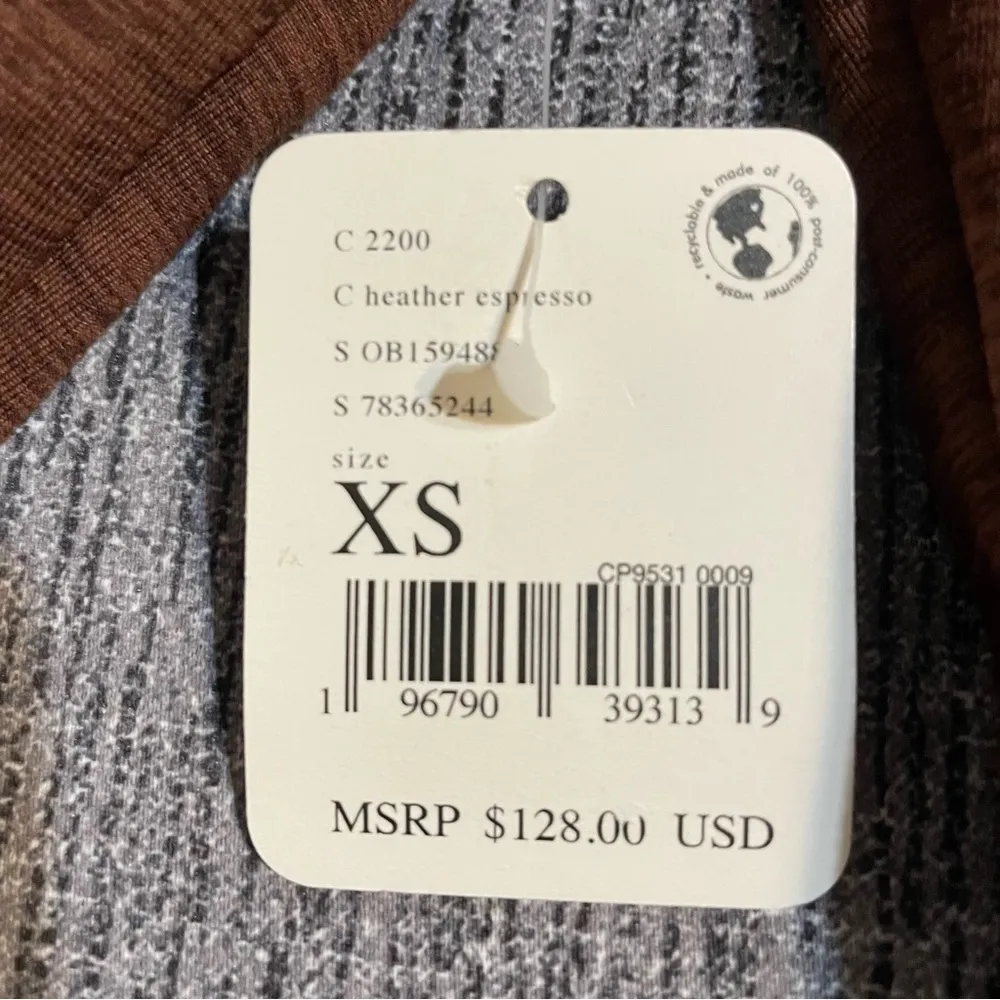 recyclable & made of 100% post-consumer waste •
C 2200
C heather espresso
S OB159488
S 78365244
size
XS
CP9531 0009
1 96790 39313 9
MSRP $128.00 USD